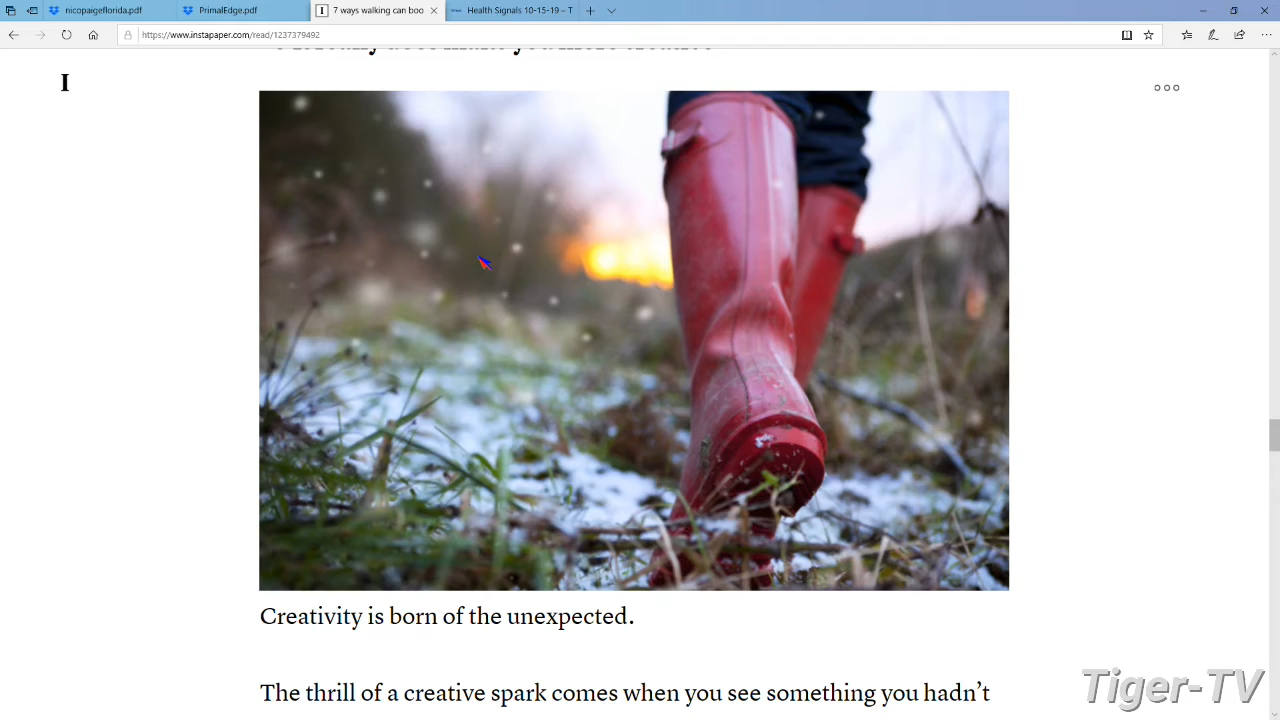 nicopaigeflorida.pdf
PrimalEdge.pdf
7 ways walking can boo
Health Signals 10-15-19 – T
https://www.instapaper.com/read/1237379492
I
Creativity is born of the unexpected.
The thrill of a creative spark comes when you see something you hadn’t
Tiger-TV